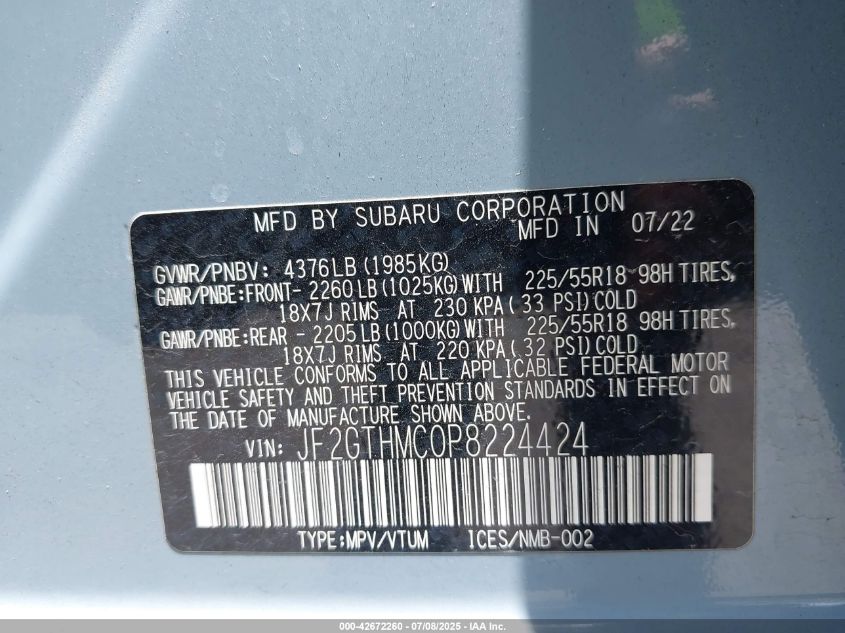 MFD BY SUBARU CORPORATION
MFD IN 07/22
GVWR/PNBV: 4376LB (1985KG)
GAWR/PNBE:FRONT- 2260 LB (1025KG) WITH 225/55R18 98H TIRES,
18X7J RIMS AT 230 KPA ( 33 PSI) COLD
GAWR/PNBE:REAR - 2205 LB (1000KG) WITH 225/55R18 98H TIRES,
18X7J RIMS AT 220 KPA ( 32 PSI) COLD
THIS VEHICLE CONFORMS TO ALL APPLICABLE FEDERAL MOTOR
VEHICLE SAFETY AND THEFT PREVENTION STANDARDS IN EFFECT ON
THE DATE OF MANUFACTURE SHOWN ABOVE.
VIN: JF2GTHMC0P8224424
TYPE:MPV/VTUM ICES/NMB-002
000-42672260 - 07/08/2025 - IAA Inc.